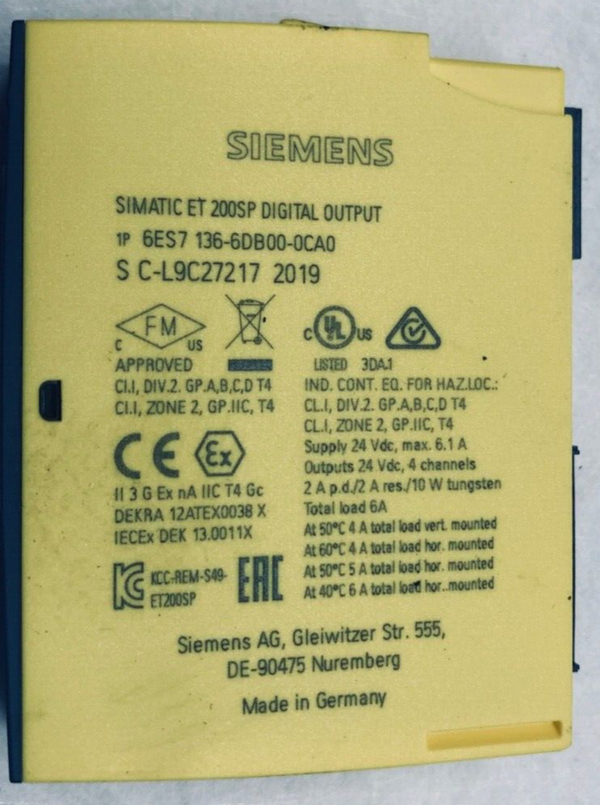 SIEMENS
SIMATIC ET 200SP DIGITAL OUTPUT
1P 6ES7 136-6DB00-0CA0
S C-L9C27217 2019
FM
C US
APPROVED
CI.I, DIV.2. GP.A,B,C,D T4
CI.I, ZONE 2, GP.IIC, T4
CE Ex
II 3 G Ex nA IIC T4 Gc
DEKRA 12ATEX0038 X
IECEx DEK 13.0011X
KCC-REM-S49-
ET200SP
EAC
C UL US
LISTED 3DA1
IND. CONT. EQ. FOR HAZ.LOC.:
CL.I, DIV.2. GP.A,B,C,D T4
CL.I, ZONE 2, GP.IIC, T4
Supply 24 Vdc, max. 6.1 A
Outputs 24 Vdc, 4 channels
2 A p.d./2 A res./10 W tungsten
Total load 6A
At 50°C 4 A total load vert. mounted
At 60°C 4 A total load hor. mounted
At 50°C 5 A total load hor. mounted
At 40°C 6 A total load hor. mounted
Siemens AG, Gleiwitzer Str. 555,
DE-90475 Nuremberg
Made in Germany